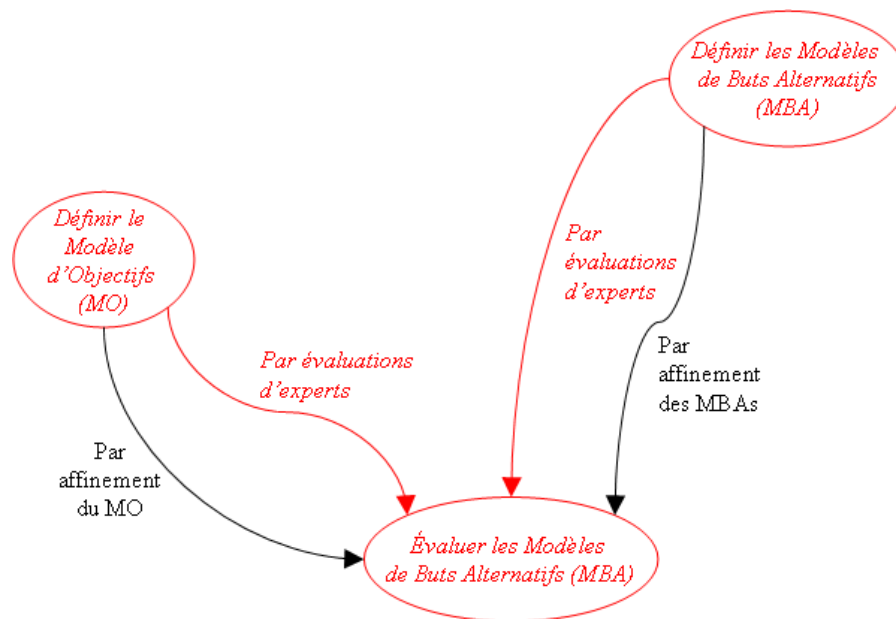 Définir les Modèles
de Buts Alternatifs
(MBA)
Définir le
Modèle
d’Objectifs
(MO)
Par
évaluations
d’experts
Par
affinement
des MBAs
Par évaluations
d’experts
Par
affinement
du MO
Évaluer les Modèles
de Buts Alternatifs (MBA)